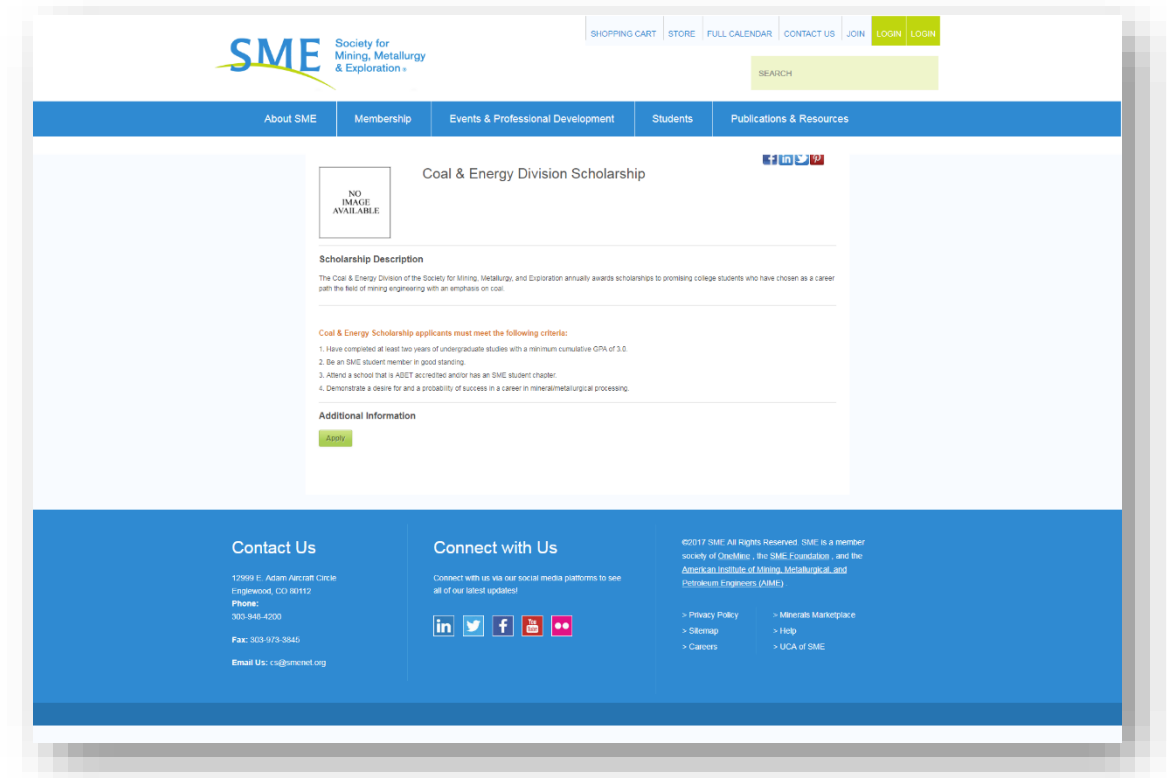 SHOPPING CART STORE FULL CALENDAR CONTACT US JOIN LOGIN LOGIN
SME
Society for
Mining, Metallurgy
& Exploration
SEARCH
About SME Membership Events & Professional Development Students Publications & Resources
NO
IMAGE
AVAILABLE
Coal & Energy Division Scholarship
Scholarship Description
The Coal & Energy Division of the Society for Mining, Metallurgy, and Exploration annually awards scholarships to promising college students who have chosen as a career
path the field of mining engineering with an emphasis on coal.
Coal & Energy Scholarship applicants must meet the following criteria:
1. Have completed at least two years of undergraduate studies with a minimum cumulative GPA of 3.0.
2. Be an SME student member in good standing.
3. Attend a school that is ABET accredited and/or has an SME student chapter.
4. Demonstrate a desire for and a probability of success in a career in mineral/metallurgical processing.
Additional Information
Apply
Contact Us
12999 E. Adam Aircraft Circle
Englewood, CO 80112
Phone:
303-948-4200
Fax: 303-973-3845
Email Us: cs@smenet.org
Connect with Us
Connect with us via our social media platforms to see
all of our latest updates!
in f You Tube
©2017 SME All Rights Reserved. SME is a member
society of OneMine , the SME Foundation , and the
American Institute of Mining, Metallurgical, and
Petroleum Engineers (AIME) .
> Privacy Policy > Minerals Marketplace
> Sitemap > Help
> Careers > UCA of SME